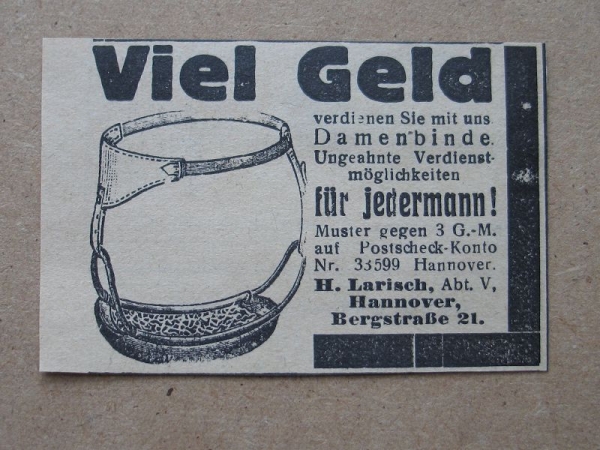 Viel Geld
verdienen Sie mit uns.
Damenbinde.
Ungeahnte Verdienst-
möglichkeiten
für jedermann!
Muster gegen 3 G.-M.
auf Postscheck-Konto
Nr. 33599 Hannover.
H. Larisch, Abt. V,
Hannover,
Bergstraße 21.